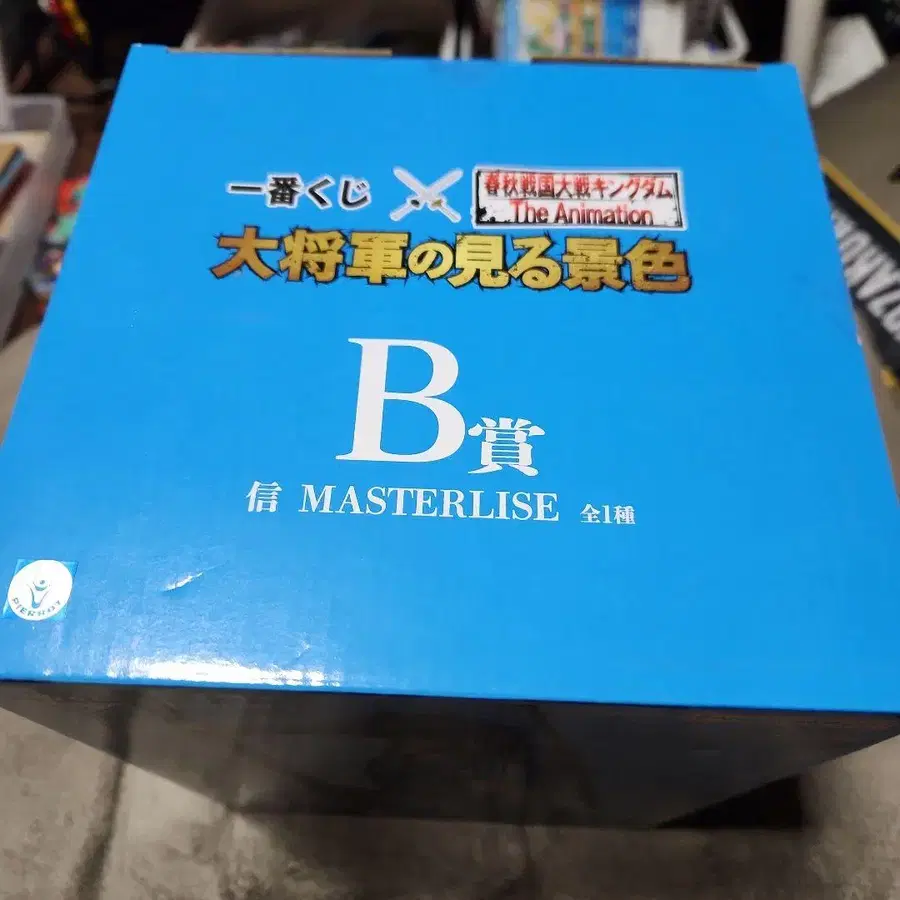 一番くじ
春秋戦国大戦キングダム
The Animation
大将軍の見る景色
B賞
信 MASTERLISE 全1種
PIERROT